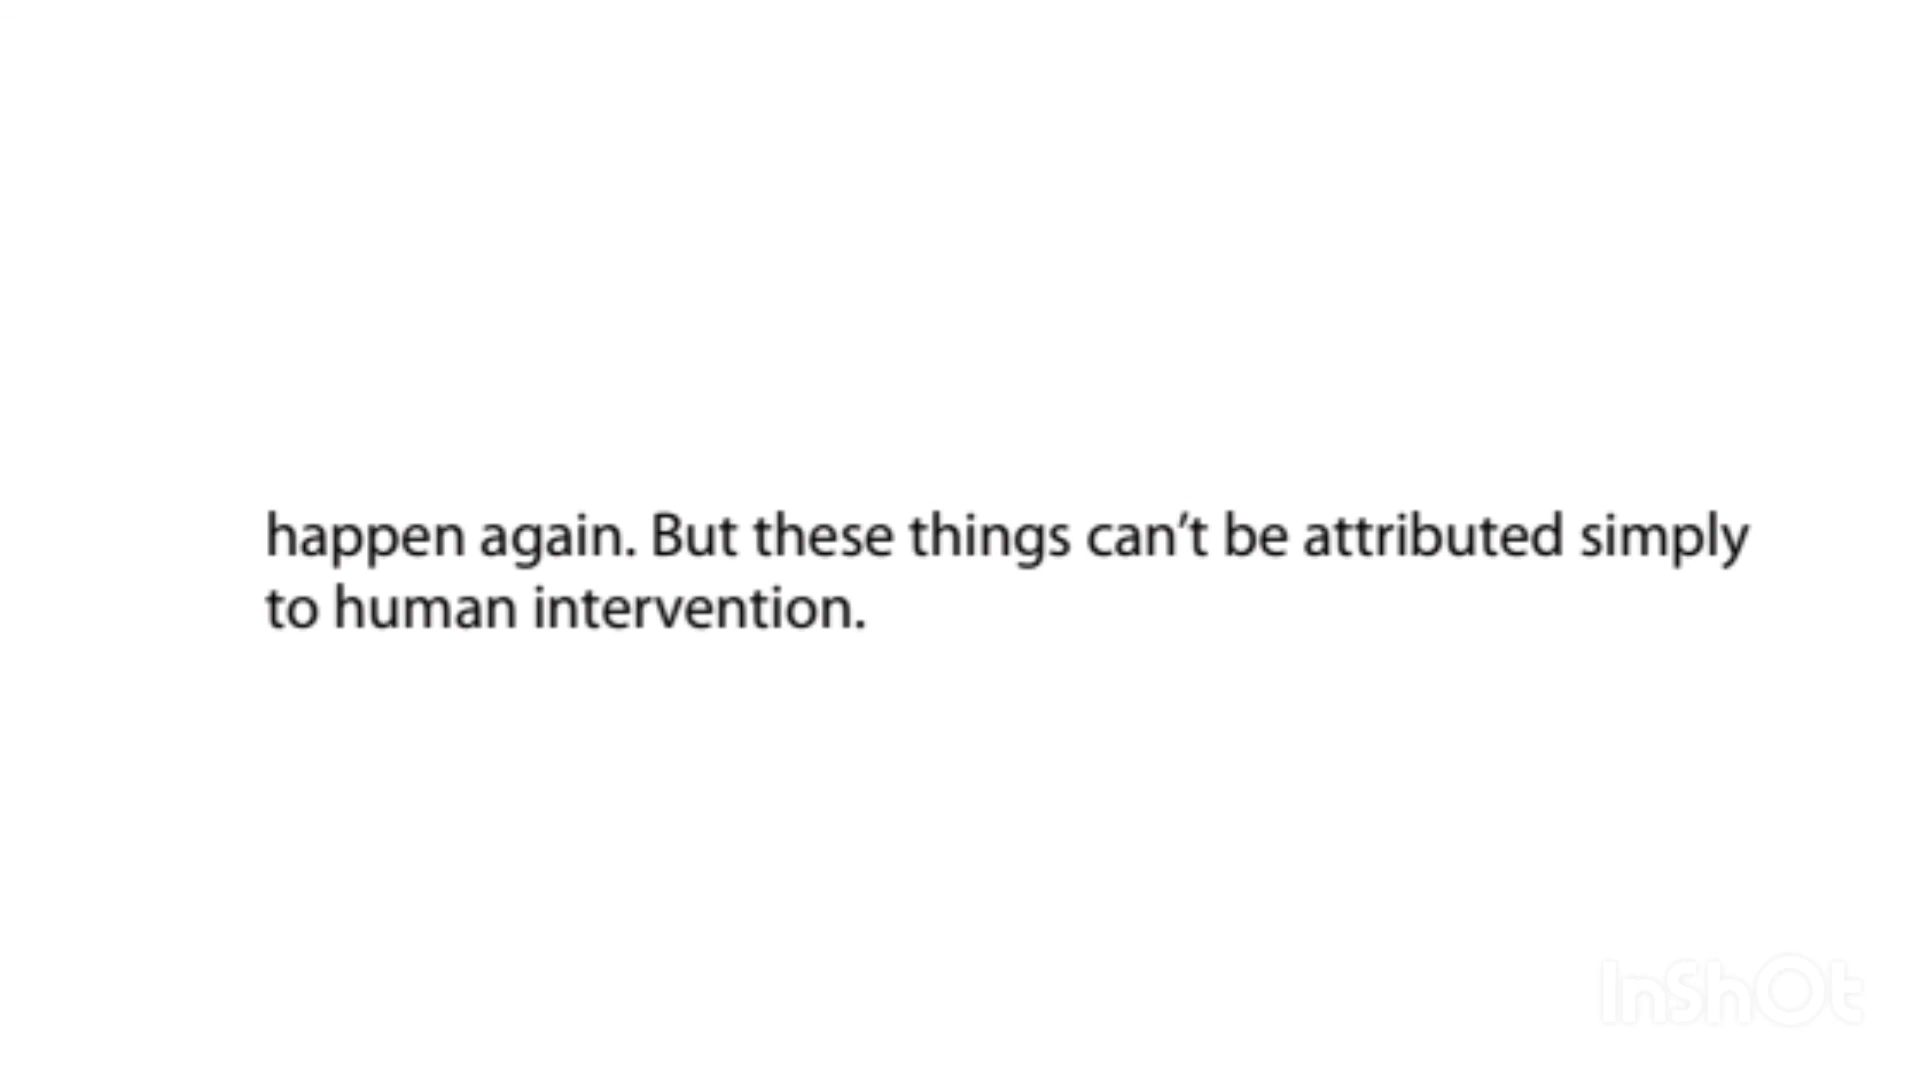 happen again. But these things can’t be attributed simply
to human intervention.
InShOt